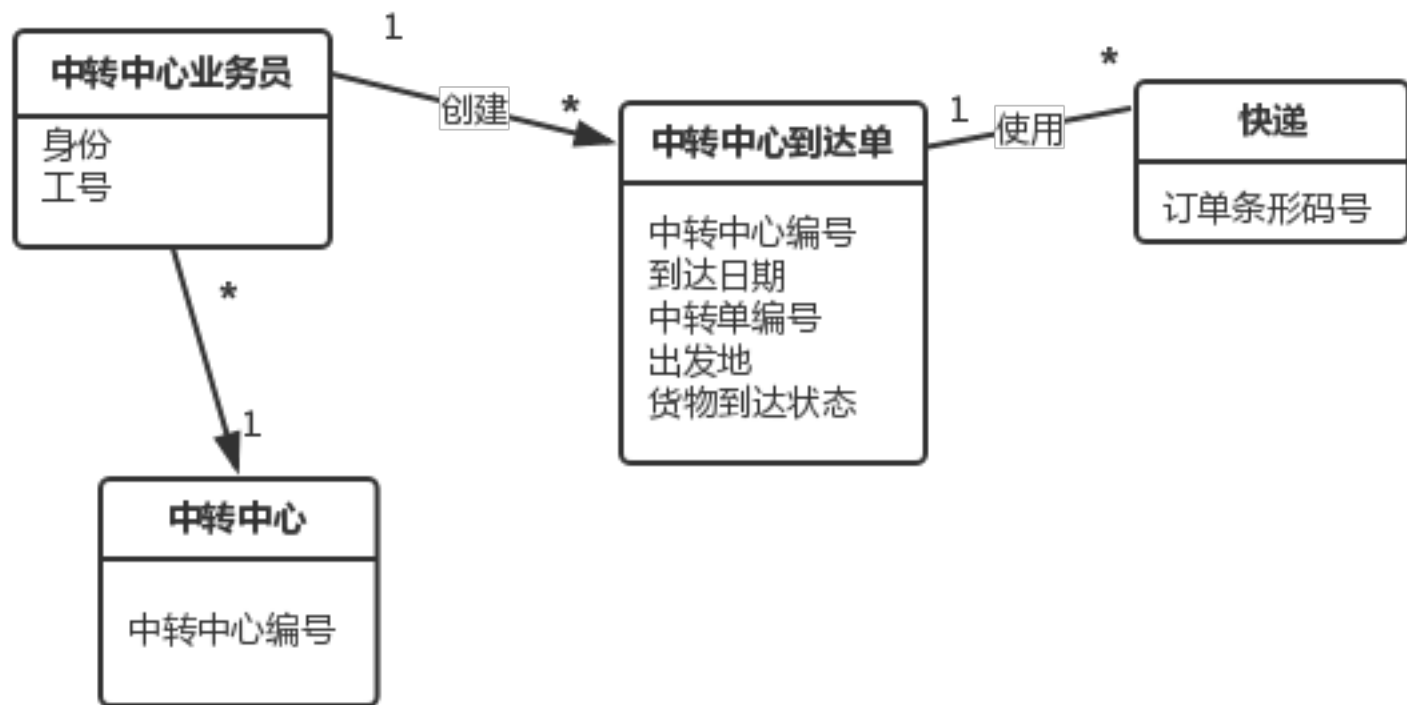 中转中心业务员
身份
工号
1
创建
*
中转中心到达单
中转中心编号
到达日期
中转单编号
出发地
货物到达状态
1
使用
*
快递
订单条形码号
*
1
中转中心
中转中心编号